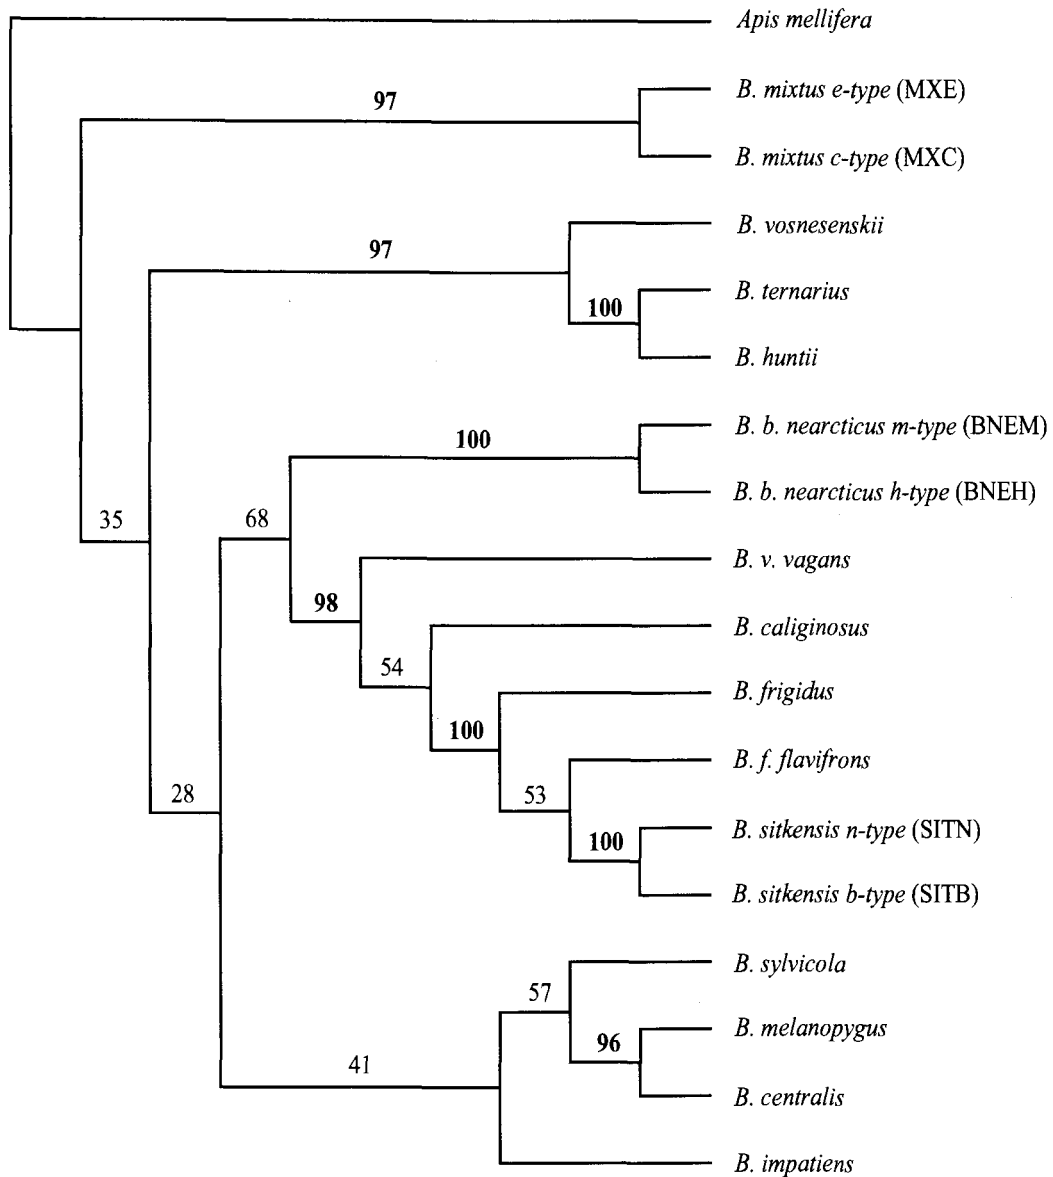 Apis mellifera
97
B. mixtus e-type (MXE)
B. mixtus c-type (MXC)
B. vosnesenskii
97
B. ternarius
100
B. huntii
B. b. nearcticus m-type (BNEM)
100
B. b. nearcticus h-type (BNEH)
35
68
B. v. vagans
98
B. caliginosus
54
B. frigidus
100
B. f. flavifrons
28
53
B. sitkensis n-type (SITN)
100
B. sitkensis b-type (SITB)
B. sylvicola
57
B. melanopygus
96
41
B. centralis
B. impatiens